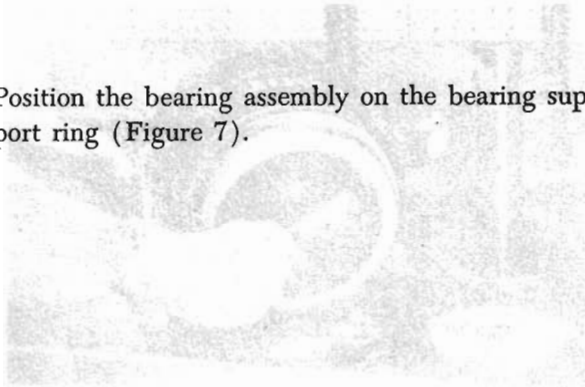 Position the bearing assembly on the bearing sup
port ring (Figure 7).